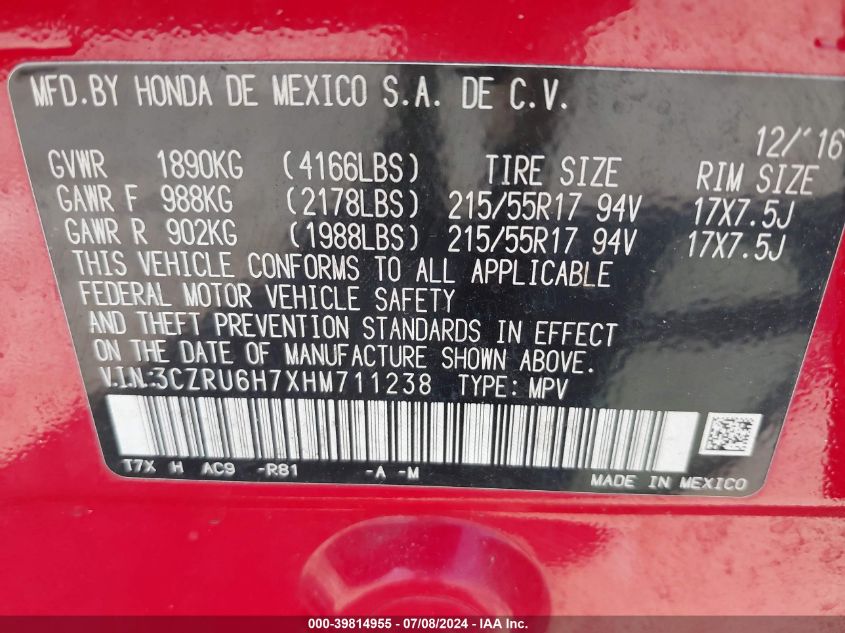 MFD.BY HONDA DE MEXICO S.A. DE C.V.
12/'16
GVWR 1890KG (4166LBS) TIRE SIZE RIM SIZE
GAWR F 988KG (2178LBS) 215/55R17 94V 17X7.5J
GAWR R 902KG (1988LBS) 215/55R17 94V 17X7.5J
THIS VEHICLE CONFORMS TO ALL APPLICABLE
FEDERAL MOTOR VEHICLE SAFETY
AND THEFT PREVENTION STANDARDS IN EFFECT
ON THE DATE OF MANUFACTURE SHOWN ABOVE.
V.I.N:3CZRU6H7XHM711238 TYPE: MPV
T7X H AC9 -R81 -A -M
MADE IN MEXICO
000-39814955 - 07/08/2024 - IAA Inc.